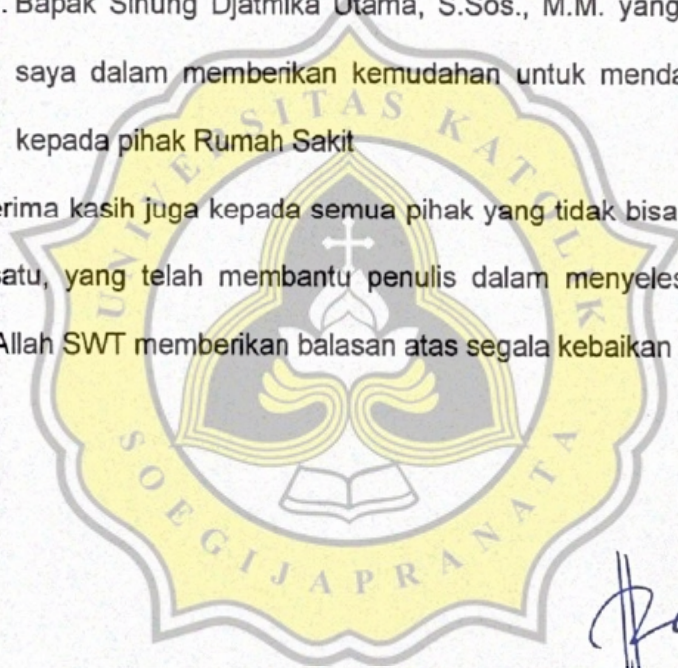 . Bapak Sinung Djatmika Utama, S.Sos., M.M. yang
saya dalam memberikan kemudahan untuk menda
kepada pihak Rumah Sakit
erima kasih juga kepada semua pihak yang tidak bisa
satu, yang telah membantu penulis dalam menyeles
Allah SWT memberikan balasan atas segala kebaikan
UNIVERSITAS KATOLIK
SOEGIJAPRANATA